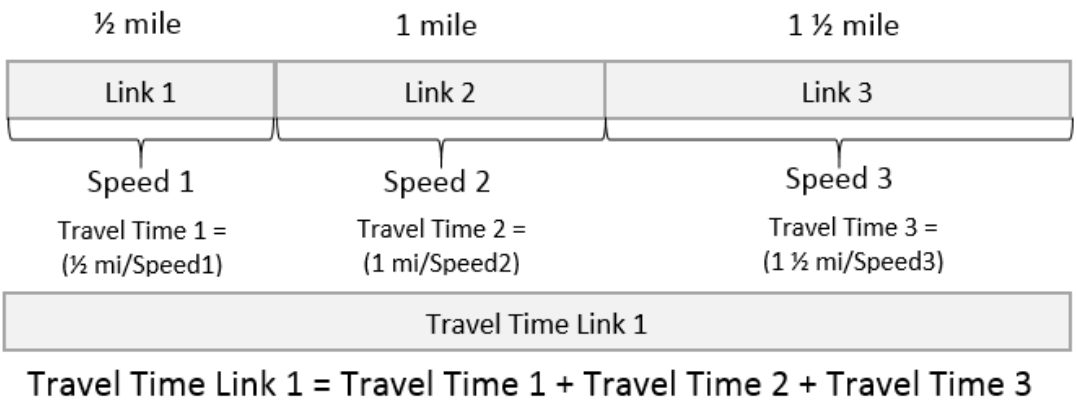 ½ mile
1 mile
1 ½ mile
Link 1
Link 2
Link 3
Speed 1
Speed 2
Speed 3
Travel Time 1 =
(½ mi/Speed1)
Travel Time 2 =
(1 mi/Speed2)
Travel Time 3 =
(1 ½ mi/Speed3)
Travel Time Link 1
Travel Time Link 1 = Travel Time 1 + Travel Time 2 + Travel Time 3